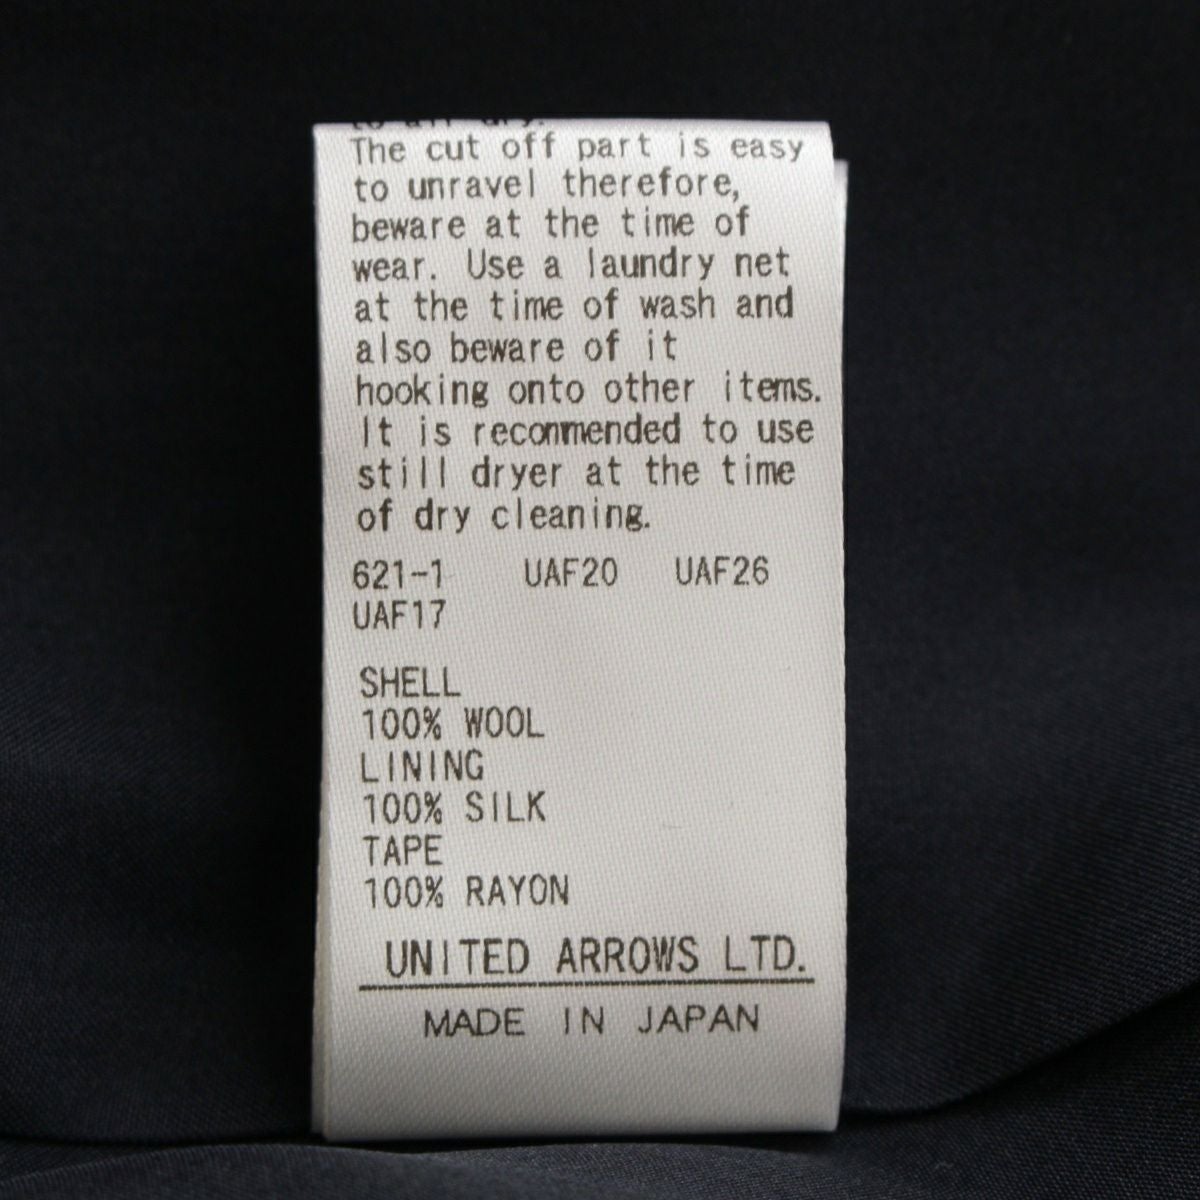 The cut off part is easy
to unravel therefore,
beware at the time of
wear. Use a laundry net
at the time of wash and
also beware of it
hooking onto other items.
It is recommended to use
still dryer at the time
of dry cleaning.
621-1 UAF20 UAF26
UAF17
SHELL
100% WOOL
LINING
100% SILK
TAPE
100% RAYON
UNITED ARROWS LTD.
MADE IN JAPAN